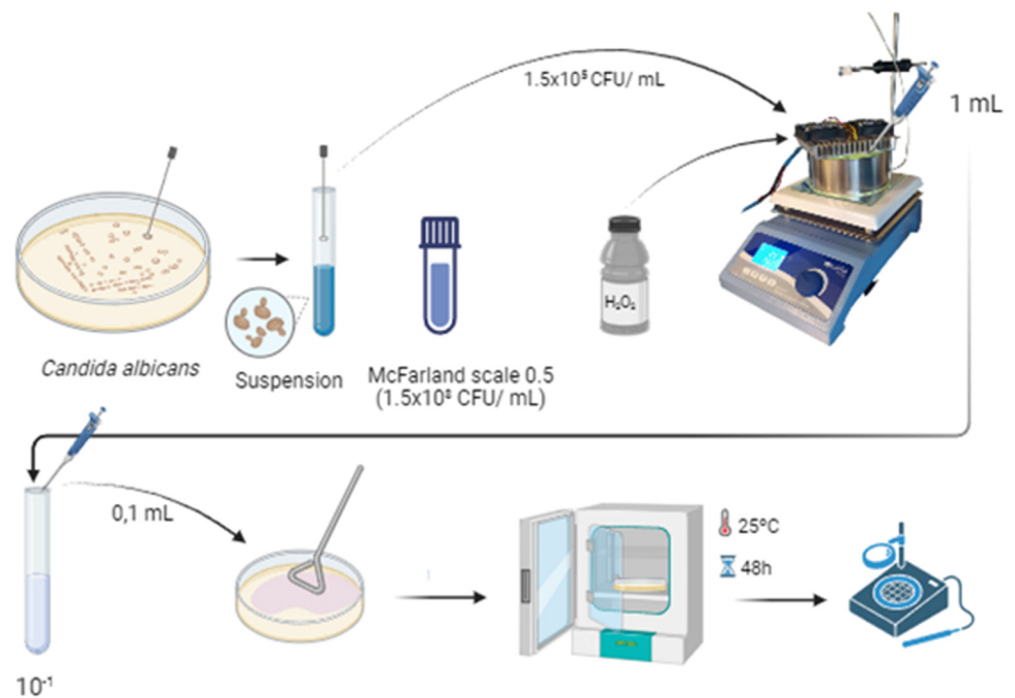 1.5x10⁵ CFU/ mL
1 mL
H₂O₂
Candida albicans
Suspension
McFarland scale 0.5
(1.5x10⁸ CFU/ mL)
0,1 mL
25ºC
48h
10⁻¹